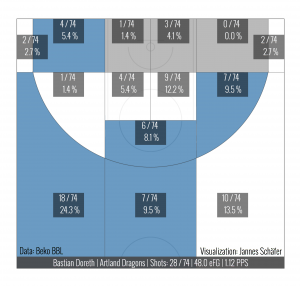 4 / 74
5.4 %
1 / 74
1.4 %
3 / 74
4.1 %
0 / 74
0.0 %
2 / 74
2.7 %
2 / 74
2.7 %
1 / 74
1.4 %
4 / 74
5.4 %
9 / 74
12.2 %
7 / 74
9.5 %
6 / 74
8.1 %
18 / 74
24.3 %
7 / 74
9.5 %
10 / 74
13.5 %
Data: Beko BBL Visualization: Jannes Schäfer
Bastian Doreth | Artland Dragons | Shots: 28 / 74 | 48.0 eFG | 1.12 PPS